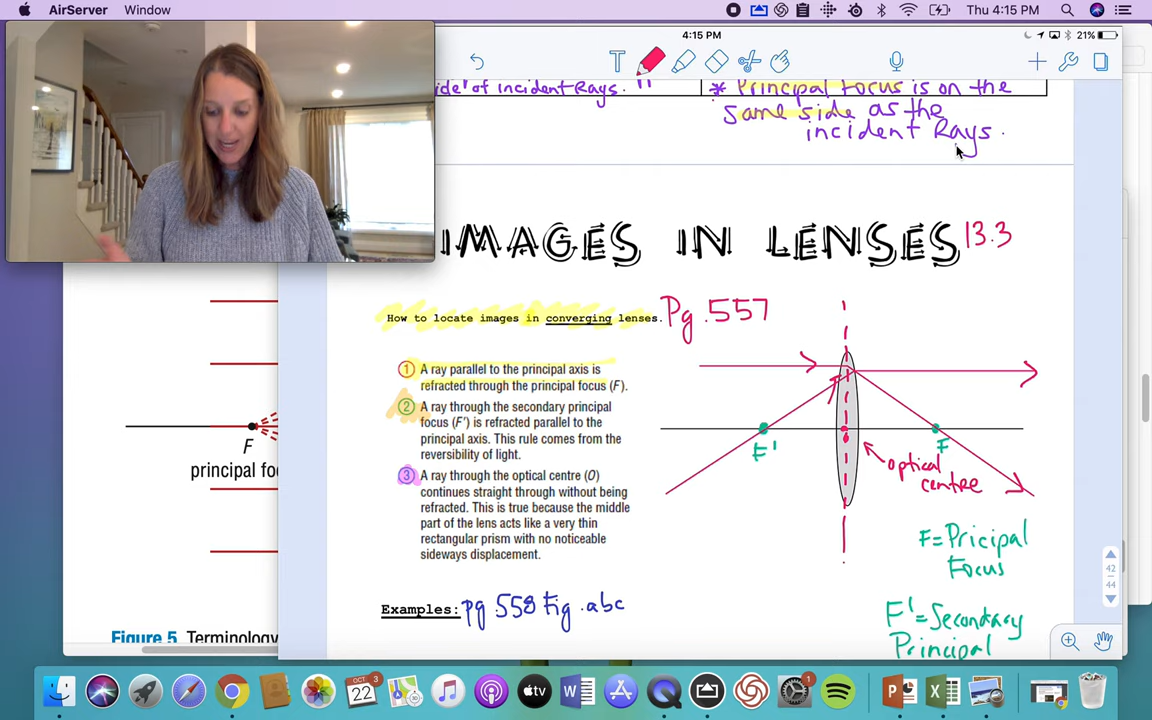 AirServer Window Thu 4:15 PM
4:15 PM 21%
T
ide of incident Rays.
* Principal Focus is on the
same side as the
incident Rays.
IMAGES IN LENSES 13.3
How to locate images in converging lenses. Pg.557
1 A ray parallel to the principal axis is
refracted through the principal focus (F).
2 A ray through the secondary principal
focus (F') is refracted parallel to the
principal axis. This rule comes from the
reversibility of light.
3 A ray through the optical centre (O)
continues straight through without being
refracted. This is true because the middle
part of the lens acts like a very thin
rectangular prism with no noticeable
sideways displacement.
F'
F
optical
centre
F=Pricipal
Focus
F'=Secondary
Principal
Examples: pg.558 Fig.abc
F
principal fo
Figure 5 Terminology
42
44
OCT 3
22
1
tv
W
P
X